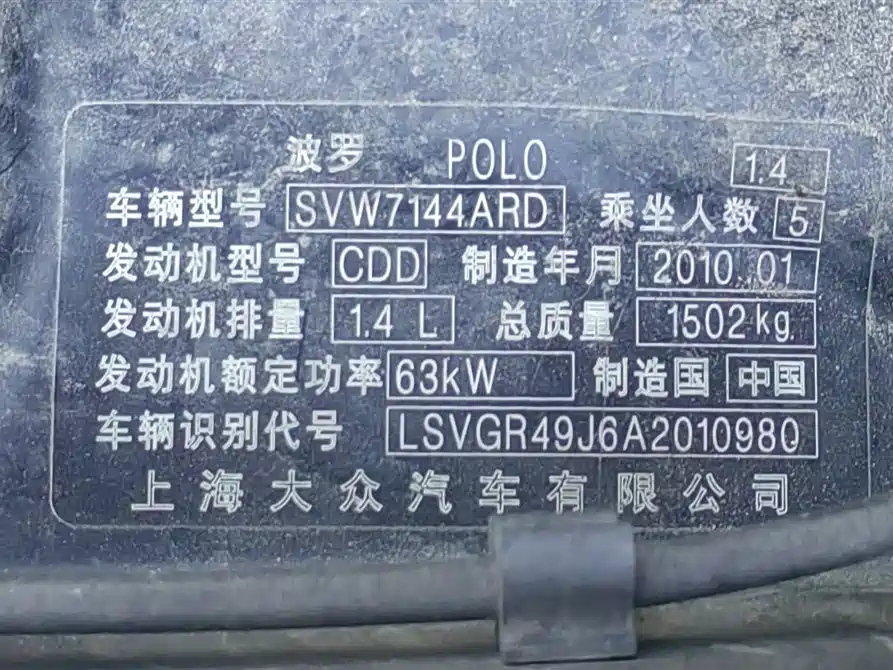 波罗 POLO 1.4
车辆型号 SVW7144ARD 乘坐人数 5
发动机型号 CDD 制造年月 2010.01
发动机排量 1.4 L 总质量 1502kg.
发动机额定功率 63kW 制造国 中国
车辆识别代号 LSVGR49J6A2010980
上海大众汽车有限公司